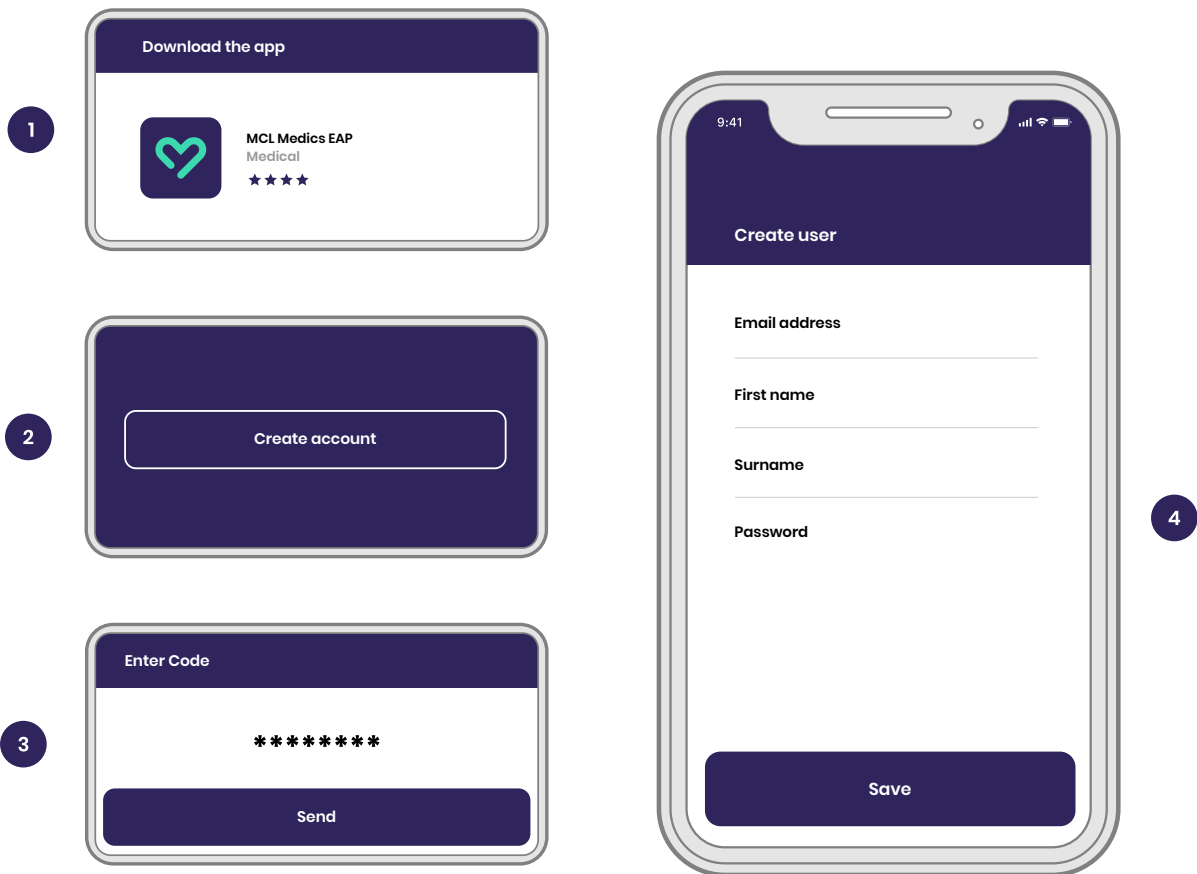 1
Download the app
MCL Medics EAP
Medical
2
Create account
3
Enter Code
********
Send
4
9:41
Create user
Email address
First name
Surname
Password
Save